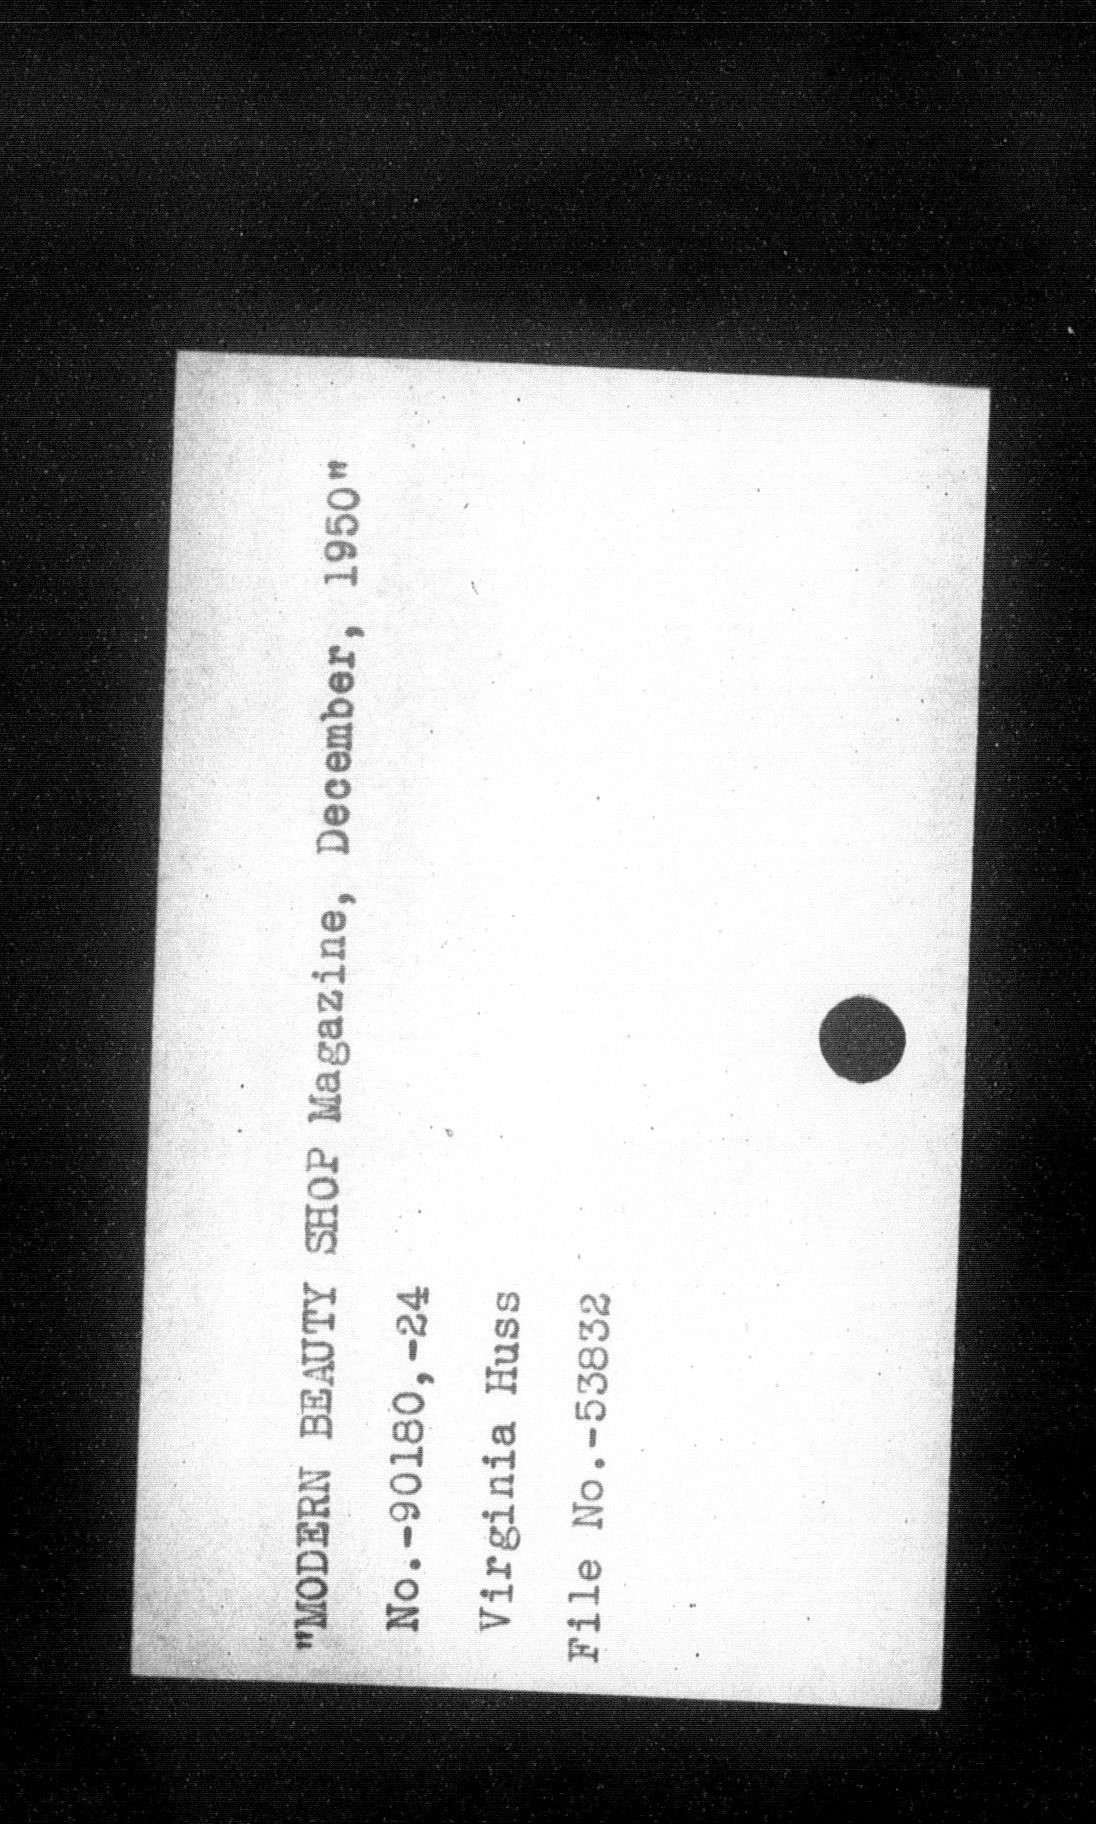 "MODERN BEAUTY SHOP Magazine, December, 1950"
No.-90180,-24
Virginia Huss
File No.-53832